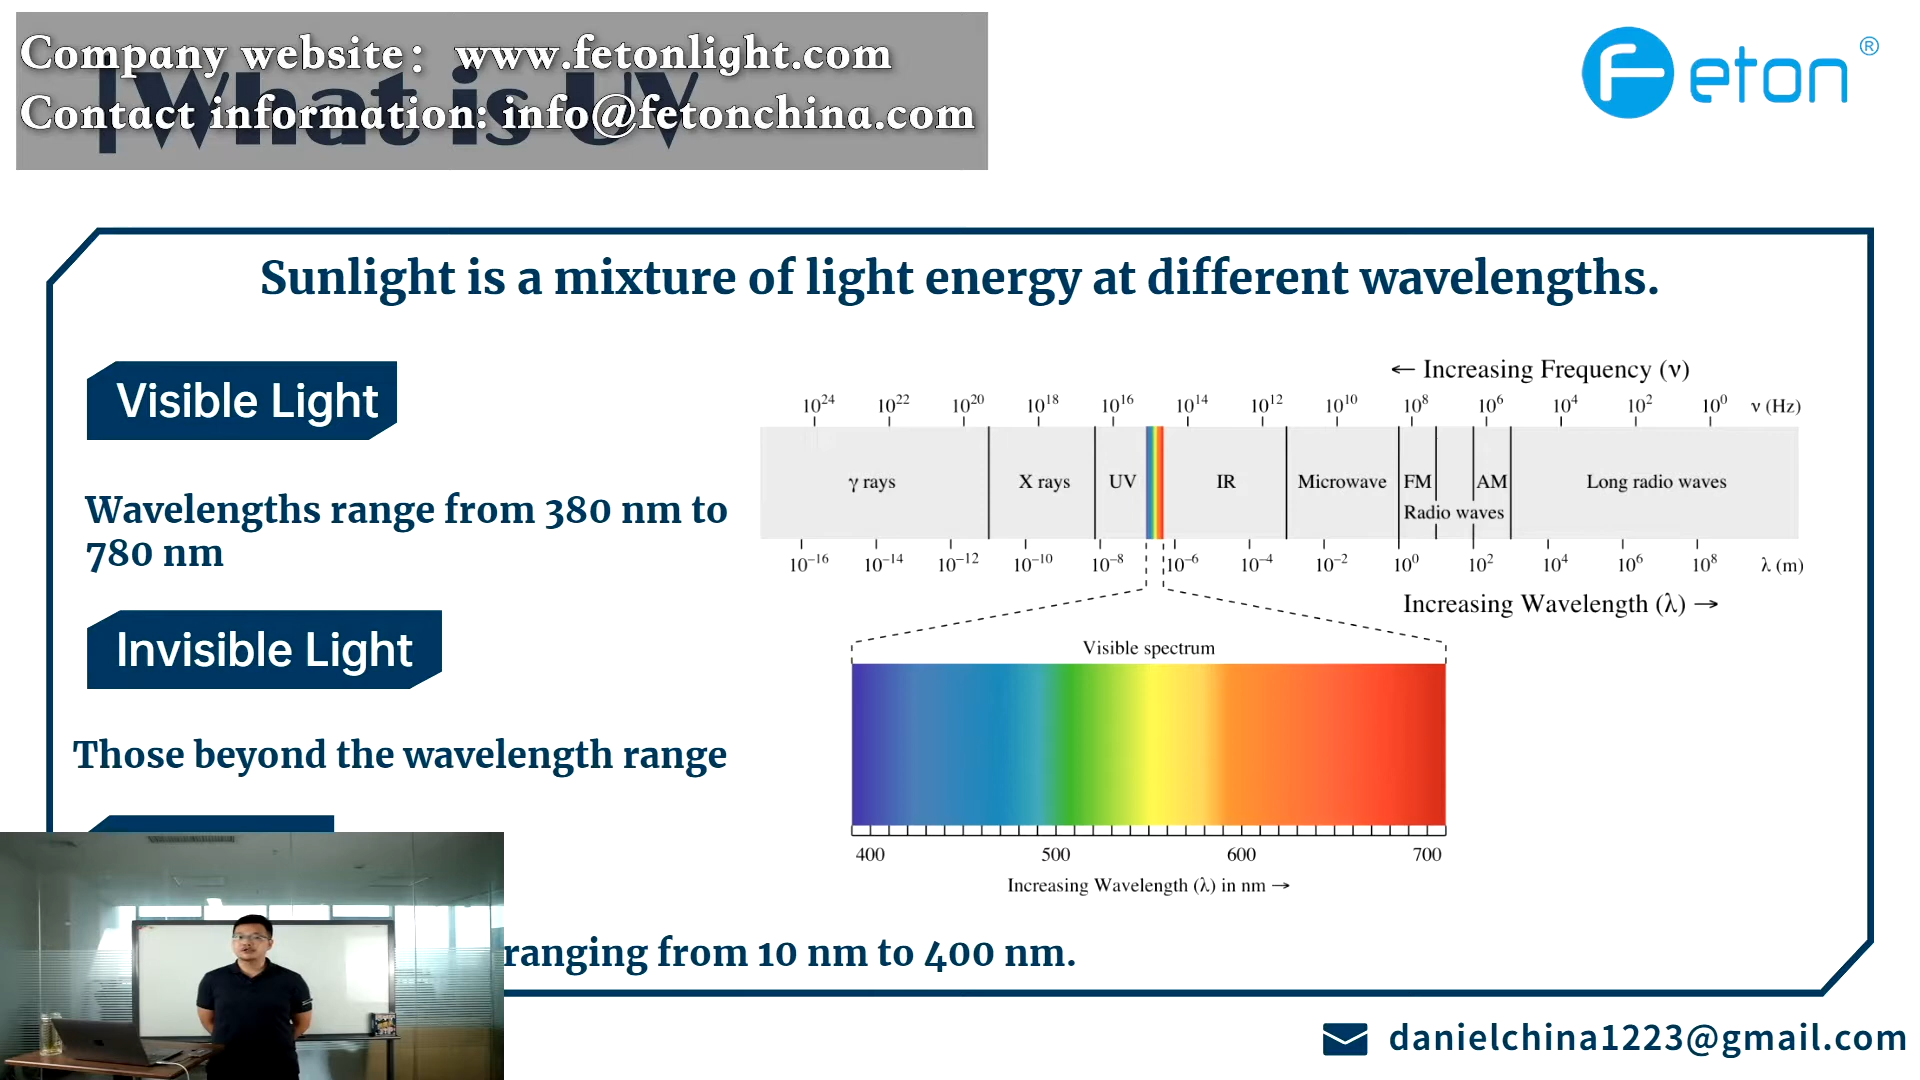 Company website： www.fetonlight.com
Contact information: info@fetonchina.com
What is UV
Feton ®
Sunlight is a mixture of light energy at different wavelengths.
Visible Light
Wavelengths range from 380 nm to
780 nm
Invisible Light
Those beyond the wavelength range
ranging from 10 nm to 400 nm.
← Increasing Frequency (ν)
10²⁴ 10²² 10²⁰ 10¹⁸ 10¹⁶ 10¹⁴ 10¹² 10¹⁰ 10⁸ 10⁶ 10⁴ 10² 10⁰ ν (Hz)
γ rays X rays UV IR Microwave FM AM Long radio waves
Radio waves
10⁻¹⁶ 10⁻¹⁴ 10⁻¹² 10⁻¹⁰ 10⁻⁸ 10⁻⁶ 10⁻⁴ 10⁻² 10⁰ 10² 10⁴ 10⁶ 10⁸ λ (m)
Increasing Wavelength (λ) →
Visible spectrum
400 500 600 700
Increasing Wavelength (λ) in nm →
danielchina1223@gmail.com